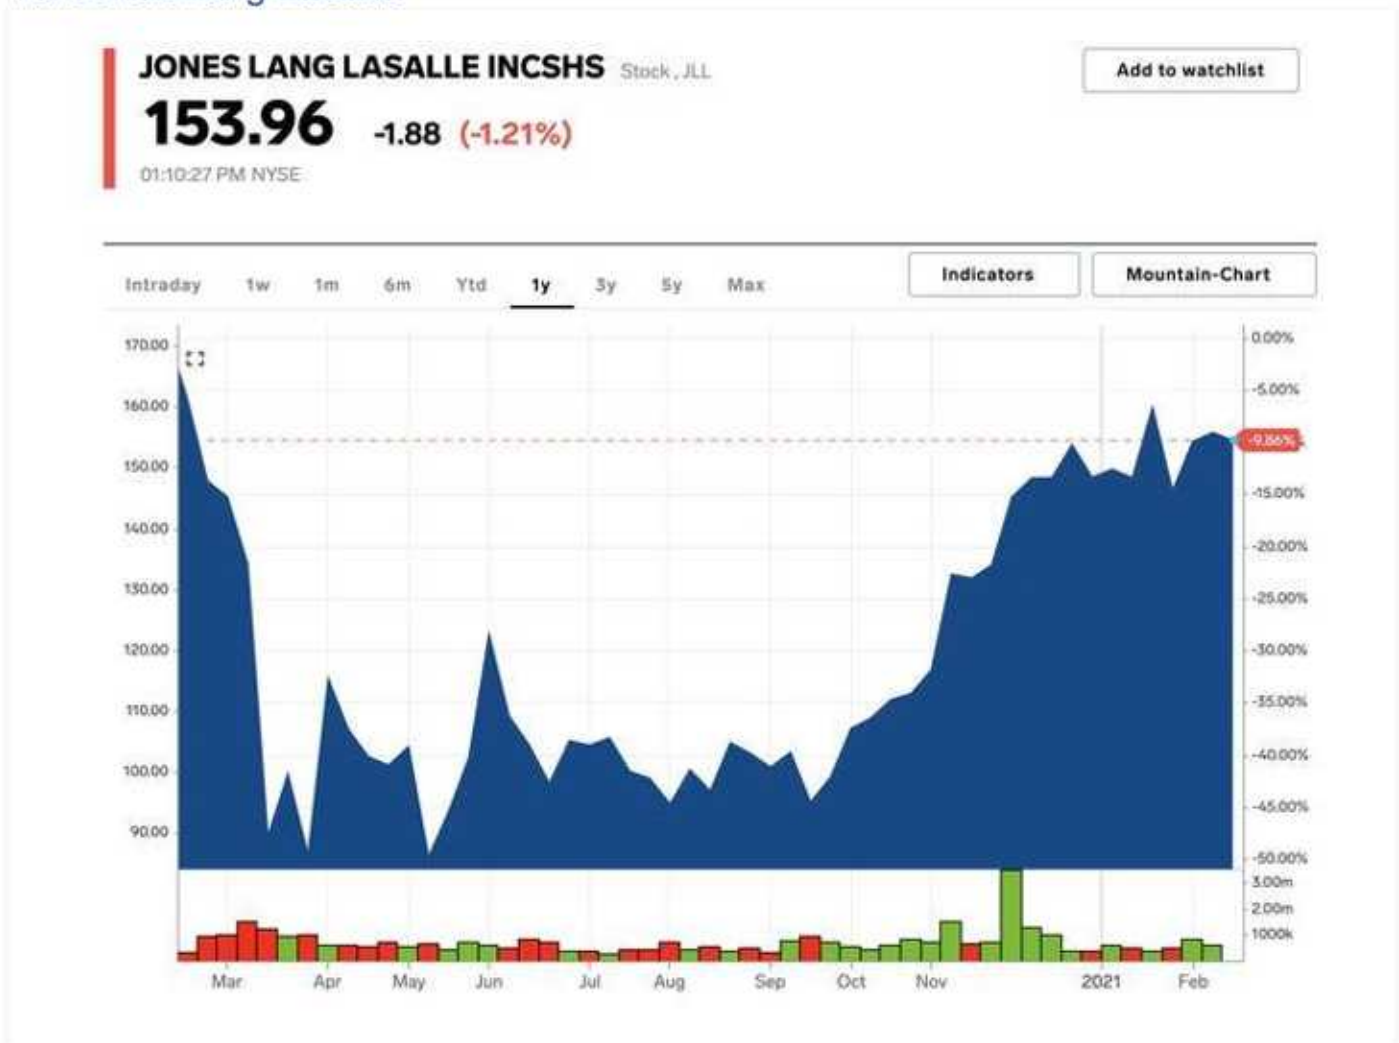 JONES LANG LASALLE INCSHS Stock, JLL
Add to watchlist
153.96 -1.88 (-1.21%)
01:10:27 PM NYSE
Intraday 1w 1m 6m Ytd 1y 3y 5y Max
Indicators Mountain-Chart
170.00 0.00%
160.00 -5.00%
-9.86%
150.00 -15.00%
140.00 -20.00%
130.00 -25.00%
120.00 -30.00%
110.00 -35.00%
100.00 -40.00%
-45.00%
90.00 -50.00%
3.00m
2.00m
1000k
Mar Apr May Jun Jul Aug Sep Oct Nov 2021 Feb